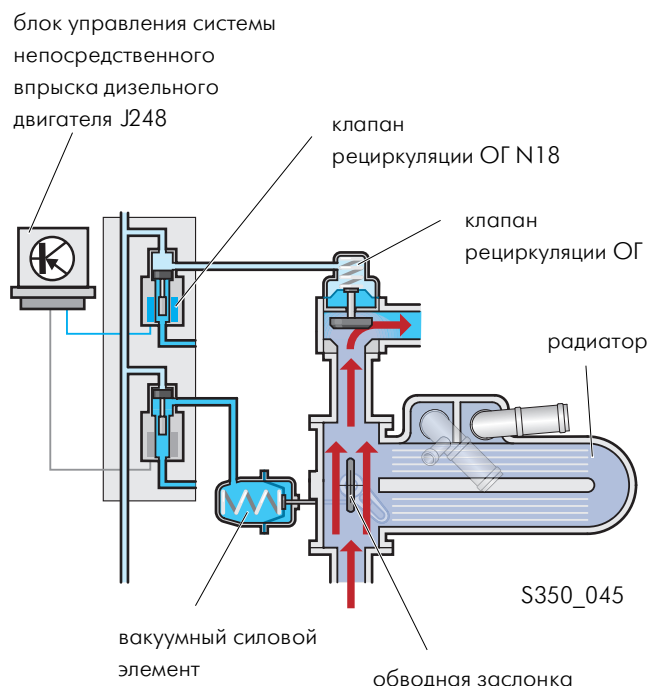 блок управления системы
непосредственного
впрыска дизельного
двигателя J248
клапан
рециркуляции ОГ N18
клапан
рециркуляции ОГ
радиатор
S350_045
вакуумный силовой
элемент
обводная заслонка